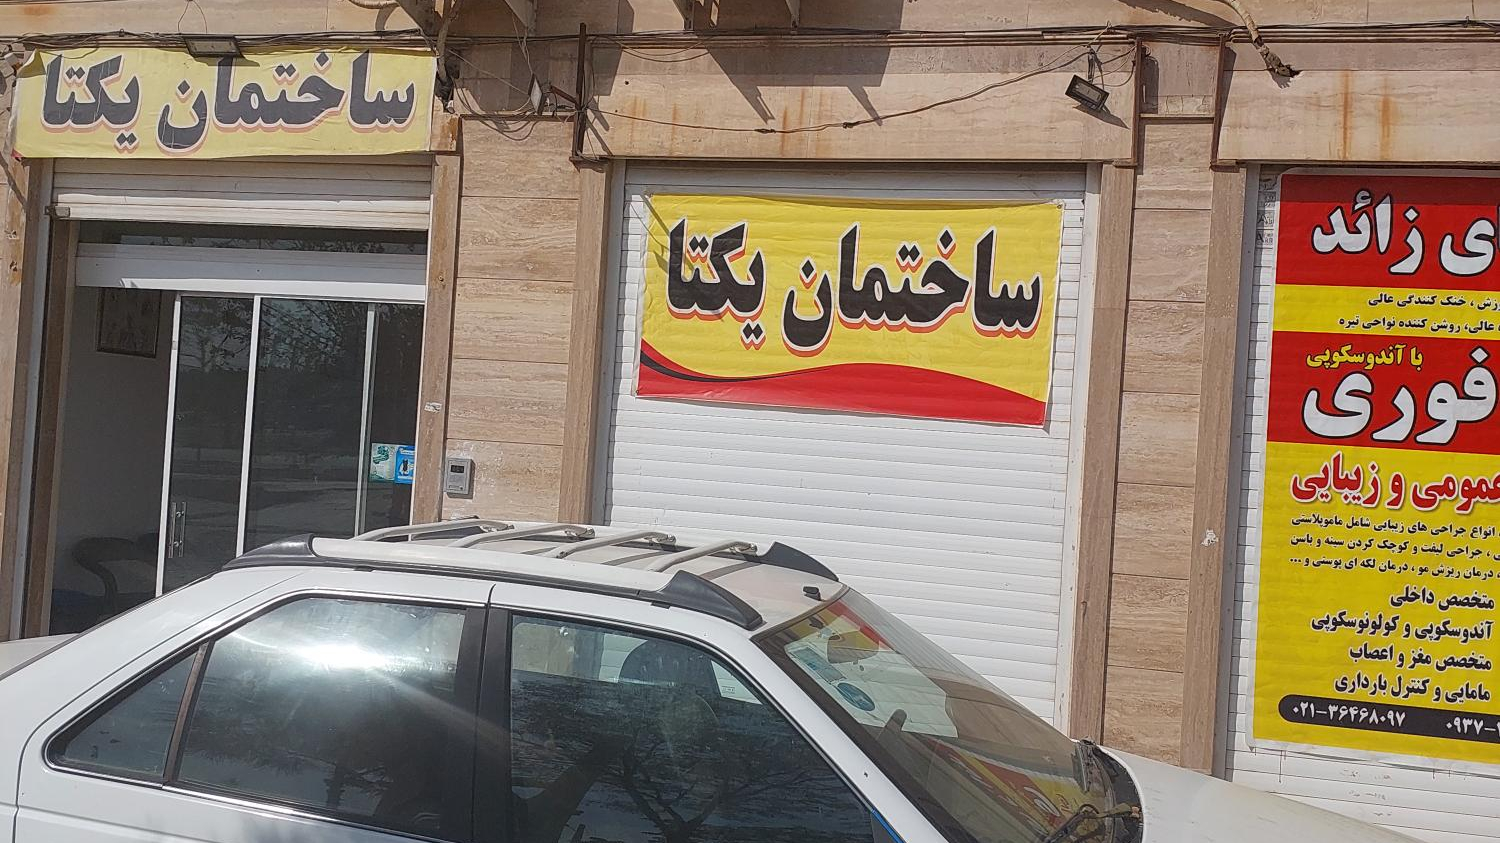 ساختمان یکتا
ساختمان یکتا
ی زائد
، خنک کنندگی عالی
عالی، روشن کننده نواحی تیره
با آندوسکوپی
فوری
عمومی و زیبایی
انواع جراحی های زیبایی شامل ماموپلاستی
، جراحی لیفت و کوچک کردن سینه و باسن
، درمان ریزش مو ، درمان لکه ای پوستی و ...
متخصص داخلی
آندوسکوپی و کولونوسکوپی
متخصص مغز و اعصاب
مامایی و کنترل بارداری
۰۲۱-۳۶۴۶۸۰۹۷ ۰۹۳۷-